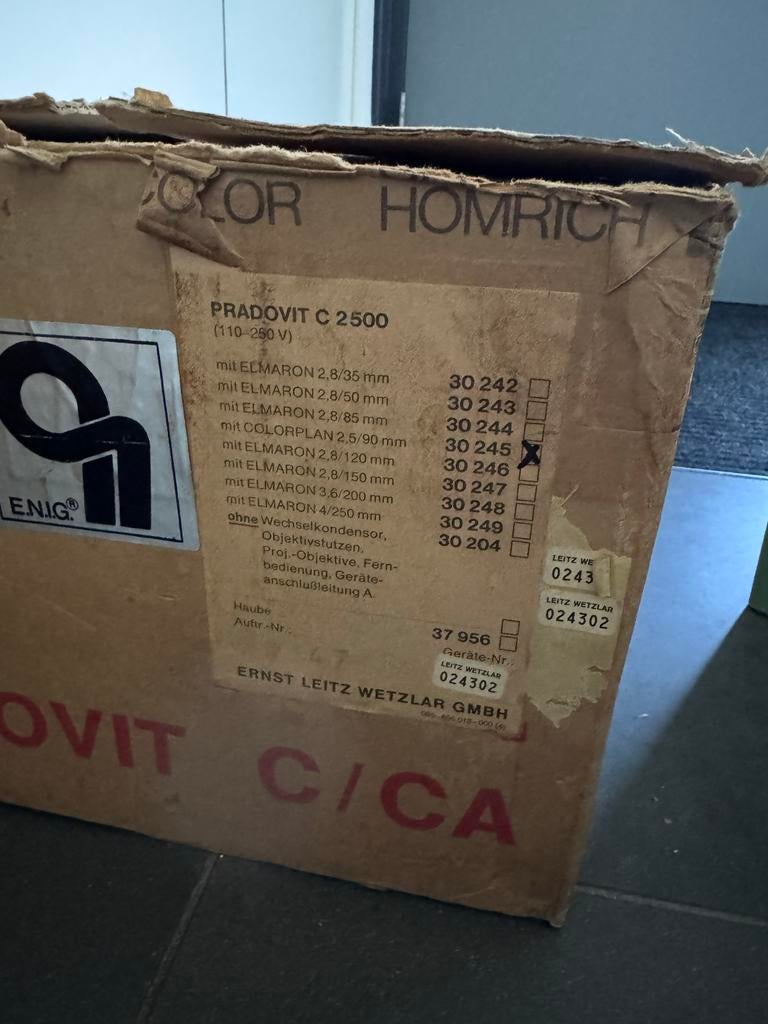 COLOR HOMRICH
PRADOVIT C 2500
(110-250 V)
mit ELMARON 2,8/35 mm 30 242
mit ELMARON 2,8/50 mm 30 243
mit ELMARON 2,8/85 mm 30 244
mit COLORPLAN 2,5/90 mm 30 245
mit ELMARON 2,8/120 mm 30 246
mit ELMARON 2,8/150 mm 30 247
mit ELMARON 3,6/200 mm 30 248
mit ELMARON 4/250 mm 30 249
ohne Wechselkondensor, 30 204
Objektivstutzen,
Proj.-Objektive, Fern-
bedienung, Geräte-
anschlußleitung A.
Haube 37 956
Auftr.-Nr.: Geräte-Nr.:
LEITZ WETZLAR
024302
ERNST LEITZ WETZLAR GMBH
LEITZ WE
0243
LEITZ WETZLAR
024302
E.N.I.G.®
OVIT C/CA